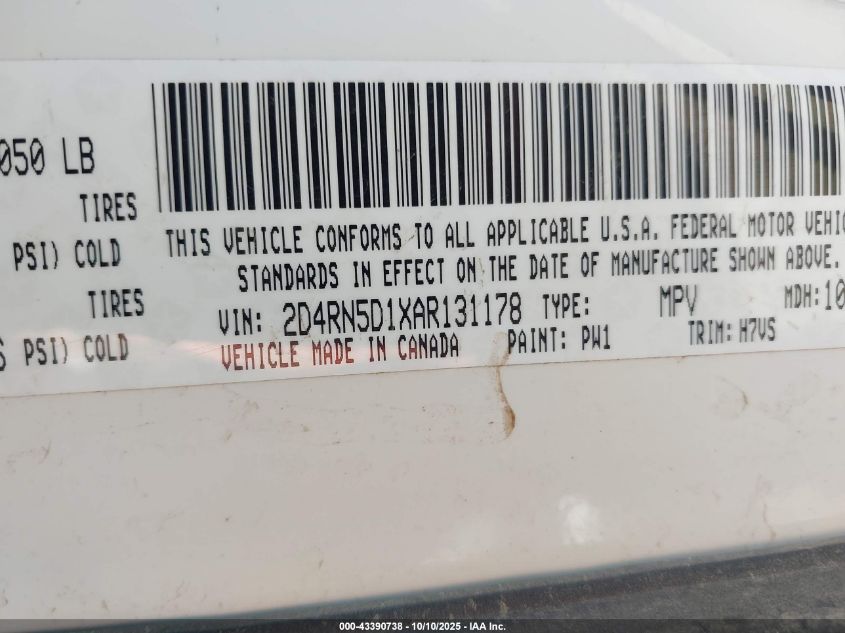 050 LB
TIRES
PSI) COLD
TIRES
PSI) COLD
THIS VEHICLE CONFORMS TO ALL APPLICABLE U.S.A. FEDERAL MOTOR
STANDARDS IN EFFECT ON THE DATE OF MANUFACTURE SHOWN ABOVE.
VIN: 2D4RN5D1XAR131178 TYPE: MPV MDH: 10
VEHICLE MADE IN CANADA PAINT: PW1 TRIM: H7VS
000-43390738 - 10/10/2025 - IAA Inc.